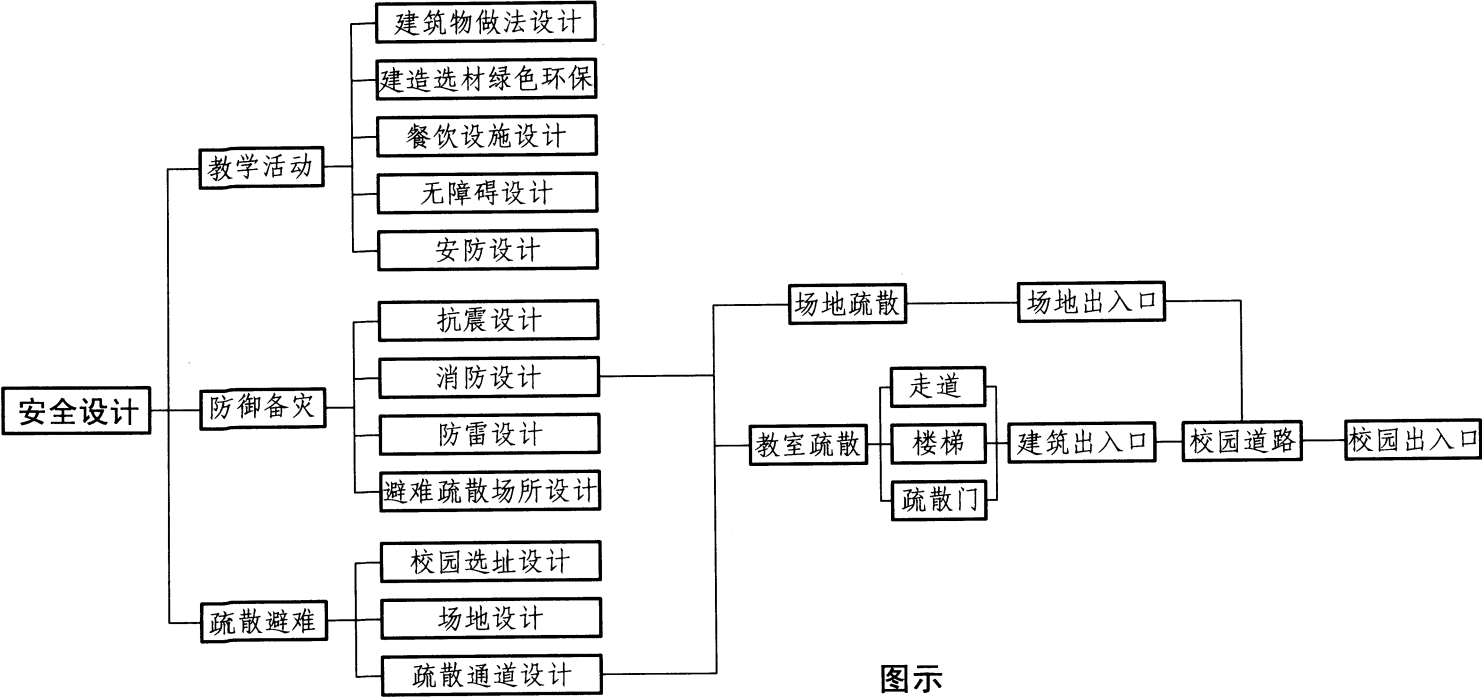 建筑物做法设计
建造选材绿色环保
餐饮设施设计
教学活动
无障碍设计
安防设计
场地疏散
场地出入口
抗震设计
消防设计
走道
安全设计
防御备灾
防雷设计
教室疏散
楼梯
建筑出入口
校园道路
校园出入口
避难疏散场所设计
疏散门
校园选址设计
疏散避难
场地设计
疏散通道设计
图示